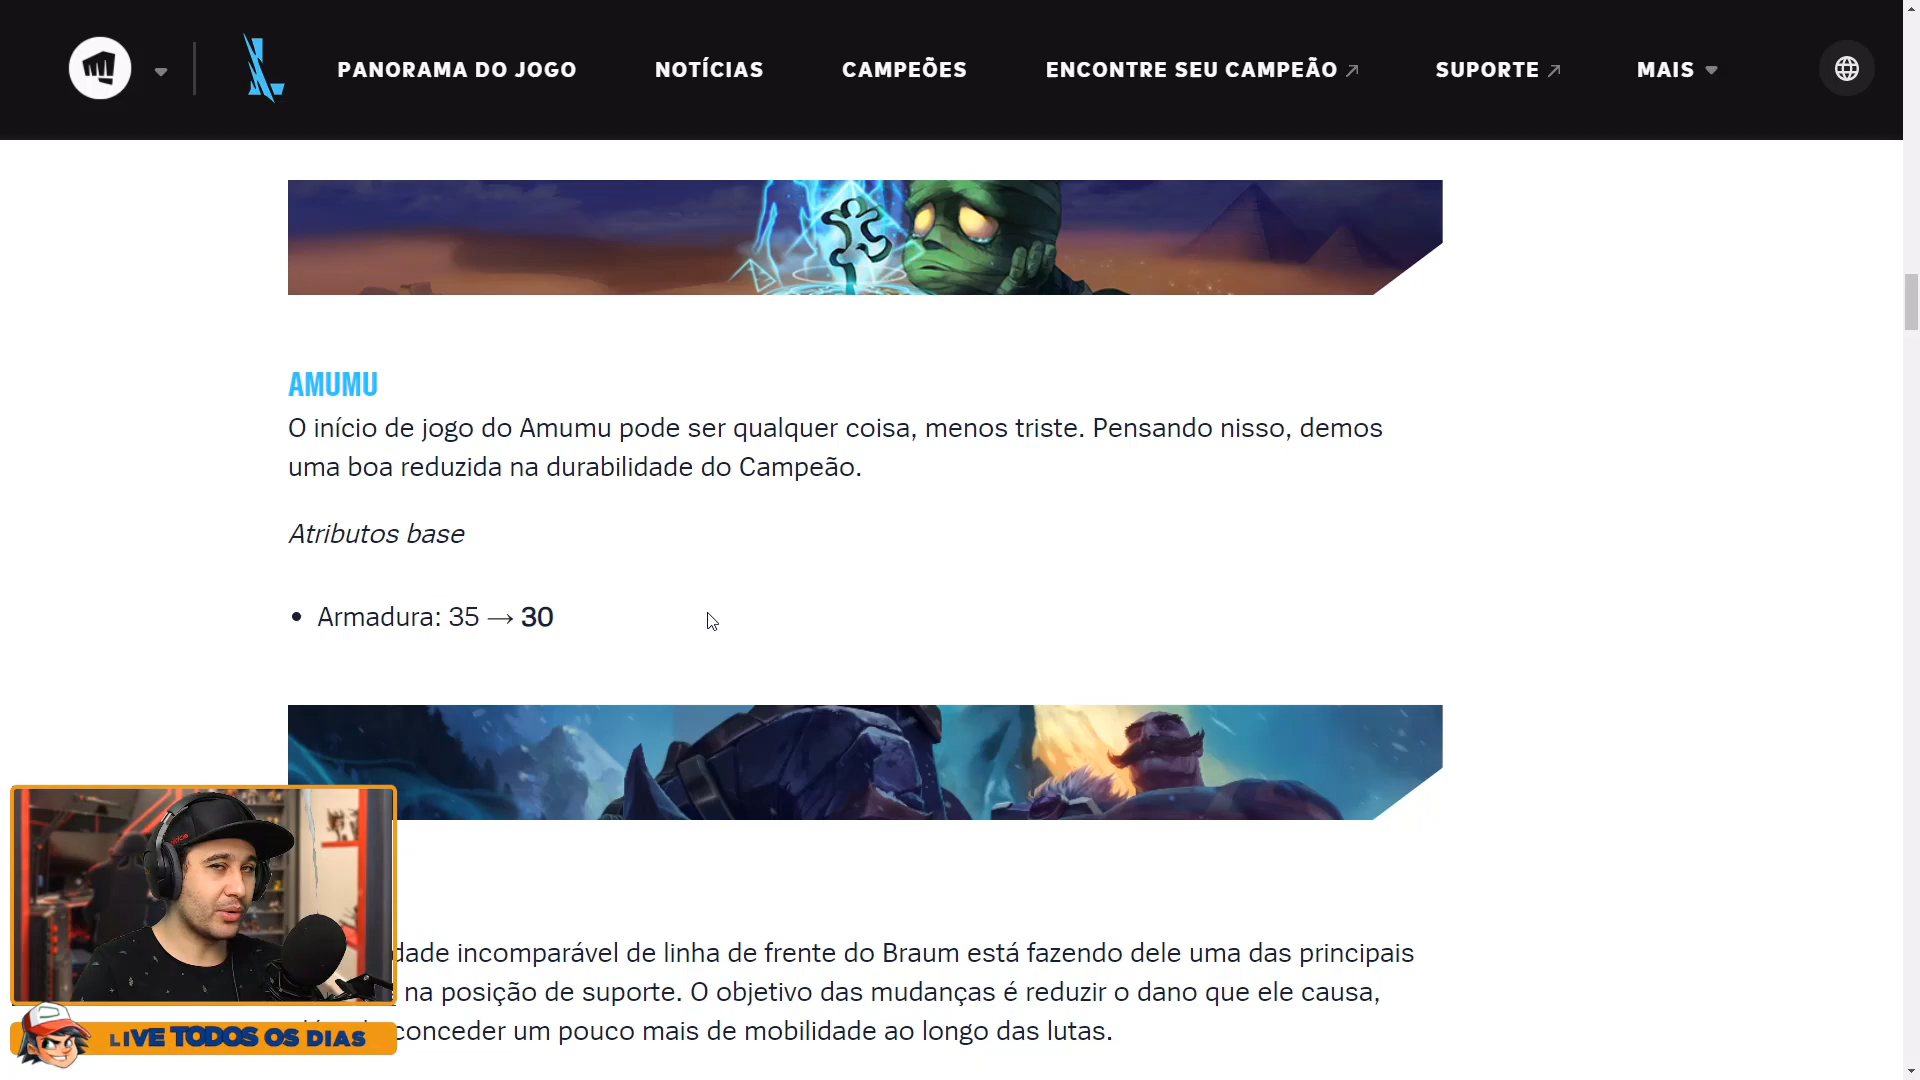 PANORAMA DO JOGO NOTÍCIAS CAMPEÕES ENCONTRE SEU CAMPEÃO SUPORTE MAIS
AMUMU
O início de jogo do Amumu pode ser qualquer coisa, menos triste. Pensando nisso, demos
uma boa reduzida na durabilidade do Campeão.
Atributos base
• Armadura: 35 → 30
dade incomparável de linha de frente do Braum está fazendo dele uma das principais
na posição de suporte. O objetivo das mudanças é reduzir o dano que ele causa,
conceder um pouco mais de mobilidade ao longo das lutas.
LIVE TODOS OS DIAS